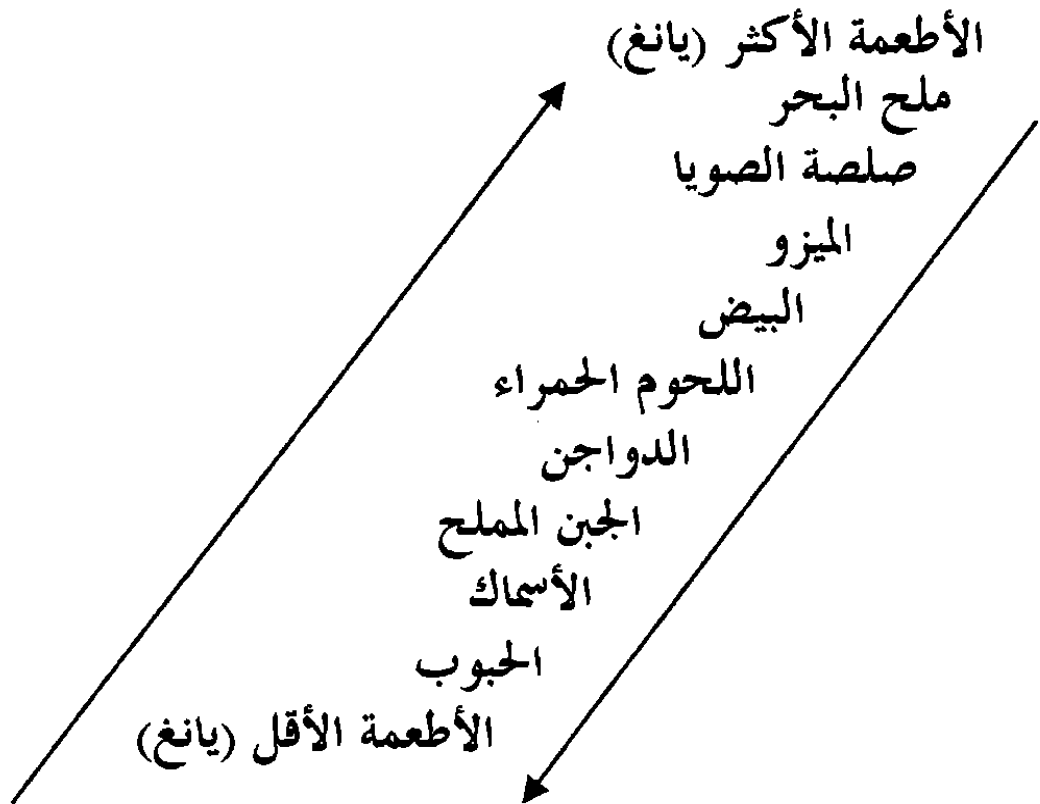 الأطعمة الأكثر (يانغ)
ملح البحر
صلصة الصويا
الميزو
البيض
اللحوم الحمراء
الدواجن
الجبن المملح
الأسماك
الحبوب
الأطعمة الأقل (يانغ)